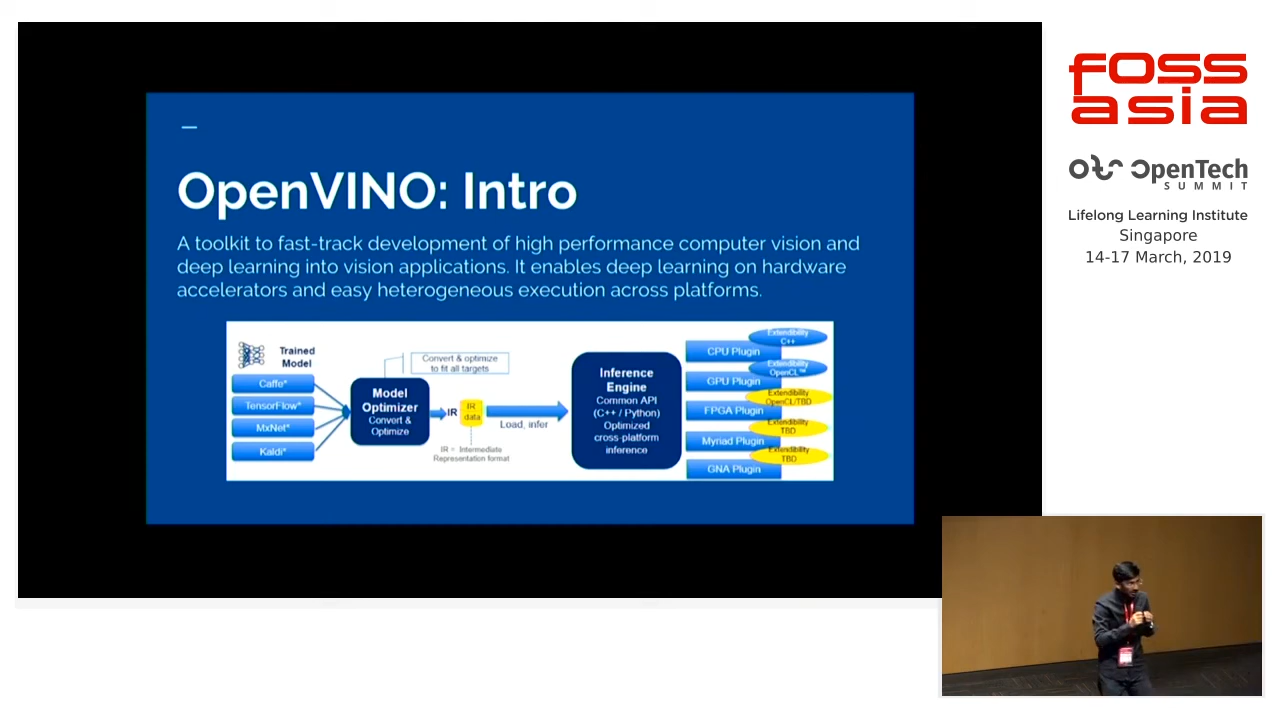 OpenVINO: Intro
A toolkit to fast-track development of high performance computer vision and
deep learning into vision applications. It enables deep learning on hardware
accelerators and easy heterogeneous execution across platforms.
Trained
Model
Caffe*
TensorFlow*
MxNet*
Kaldi*
Model
Optimizer
Convert &
Optimize
Convert & optimize
to fit all targets
IR
IR
data
IR = Intermediate
Representation format
Load, infer
Inference
Engine
Common API
(C++ / Python)
Optimized
cross-platform
inference
Extendibility
C++
CPU Plugin
Extendibility
OpenCL™
GPU Plugin
Extendibility
OpenCL/TBD
FPGA Plugin
Extendibility
TBD
Myriad Plugin
Extendibility
TBD
GNA Plugin
foss
asia
OpenTech
SUMMIT
Lifelong Learning Institute
Singapore
14-17 March, 2019